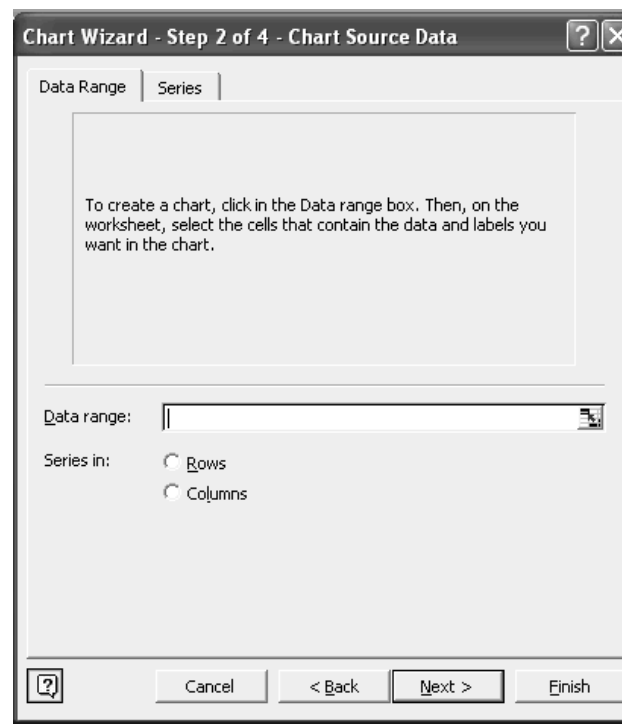 Chart Wizard - Step 2 of 4 - Chart Source Data
Data Range Series
To create a chart, click in the Data range box. Then, on the
worksheet, select the cells that contain the data and labels you
want in the chart.
Data range:
Series in: Rows
Columns
Cancel < Back Next > Finish